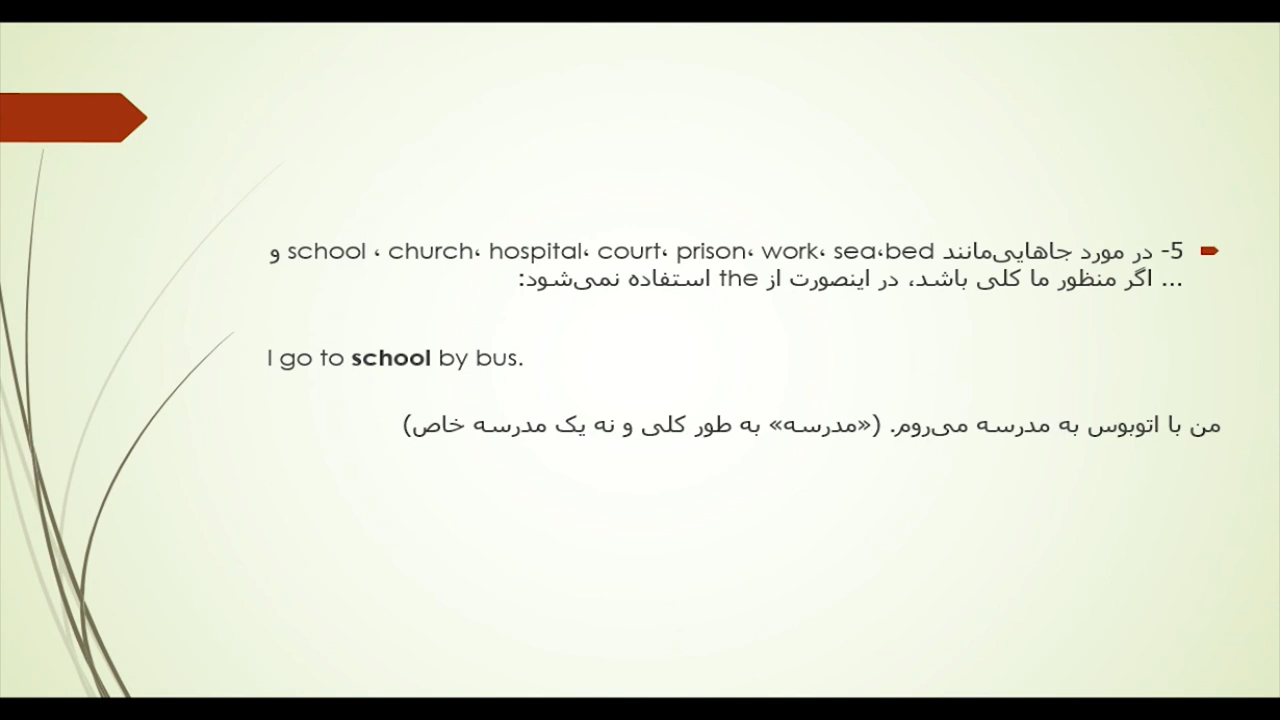 5- در مورد جاهایی‌مانند school ، church، hospital، court، prison، work، sea،bed و
... اگر منظور ما کلی باشد، در اینصورت از the استفاده نمی‌شود:
I go to school by bus.
من با اتوبوس به مدرسه می‌روم. («مدرسه» به طور کلی و نه یک مدرسه خاص)